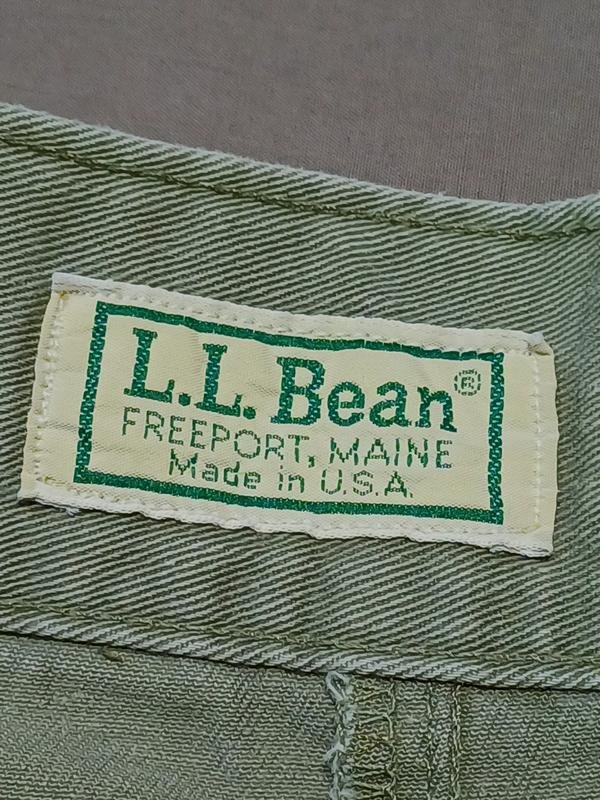 L.L. Bean®
FREEPORT, MAINE
Made in U.S.A.